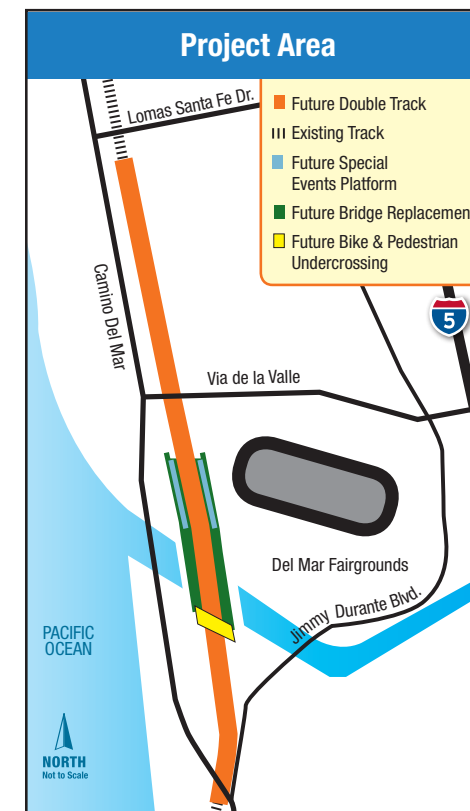 Project Area
Lomas Santa Fe Dr.
Future Double Track
Existing Track
Future Special
Events Platform
Future Bridge Replacemen
Future Bike & Pedestrian
Undercrossing
5
Camino Del Mar
Via de la Valle
Del Mar Fairgrounds
Jimmy Durante Blvd.
PACIFIC
OCEAN
NORTH
Not to Scale